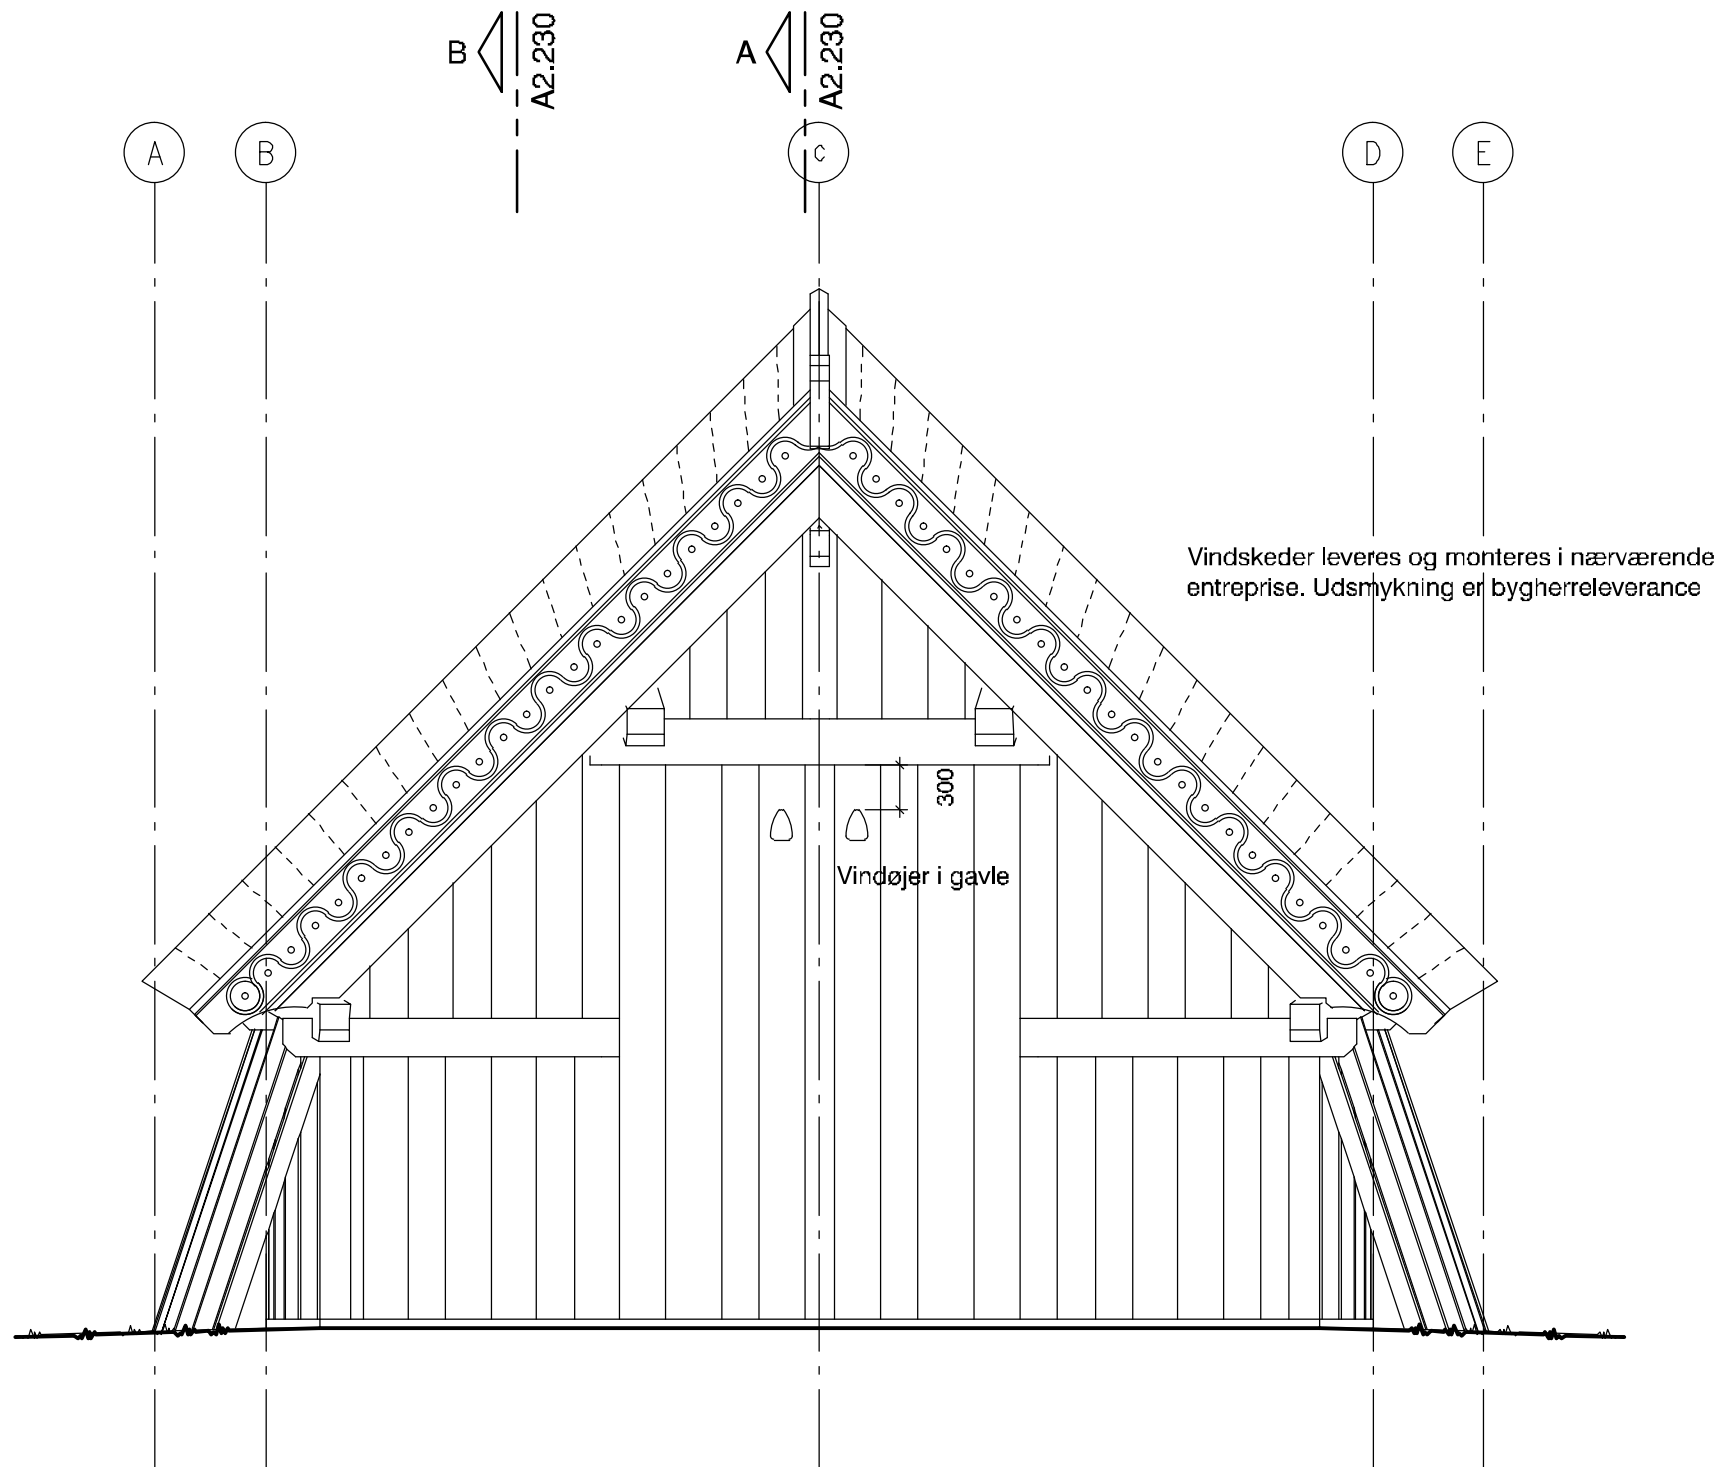 B
A2.230
A
A2.230
A
B
C
D
E
Vindskeder leveres og monteres i nærværende
entreprise. Udsmykning er bygherreleverance
300
Vindøjer i gavle